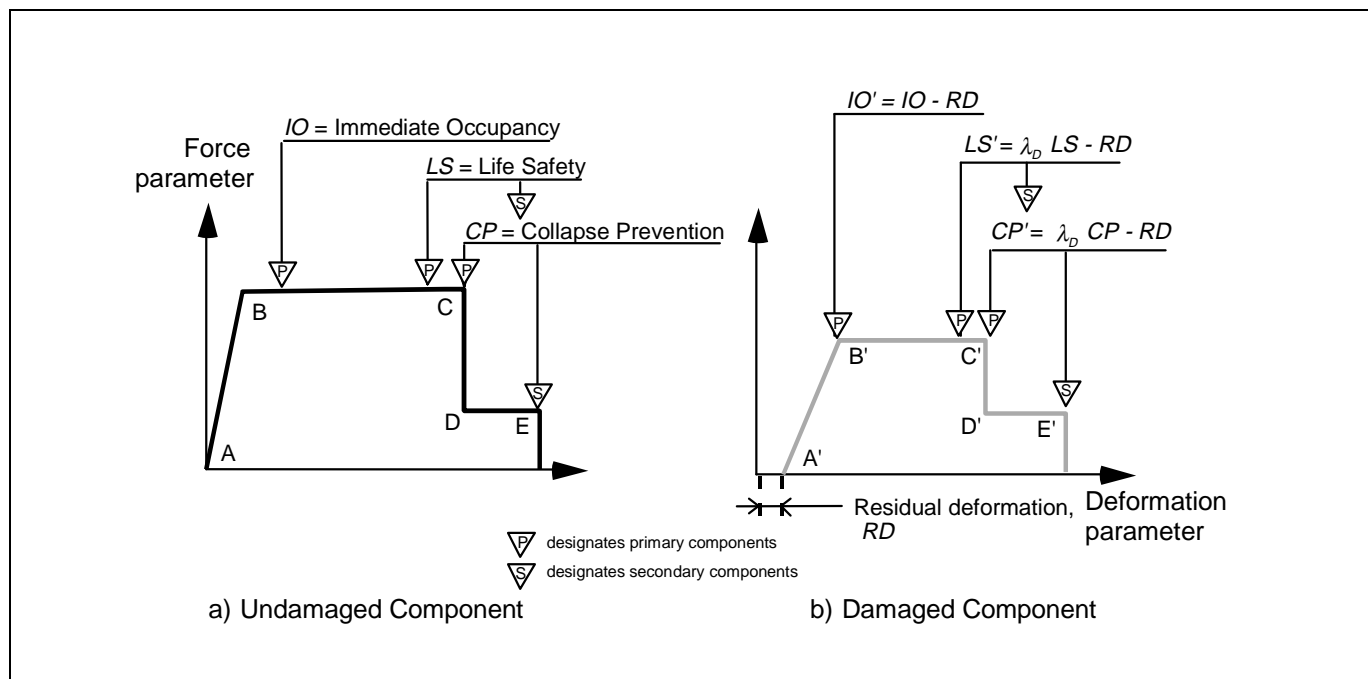 IO = Immediate Occupancy
Force
parameter
LS = Life Safety
S
CP = Collapse Prevention
P
P
P
B
C
S
D
E
A
IO' = IO - RD
LS' = λD LS - RD
S
CP' = λD CP - RD
P
P
P
B'
C'
S
D'
E'
A'
Residual deformation,
RD
Deformation
parameter
P designates primary components
S designates secondary components
a) Undamaged Component
b) Damaged Component